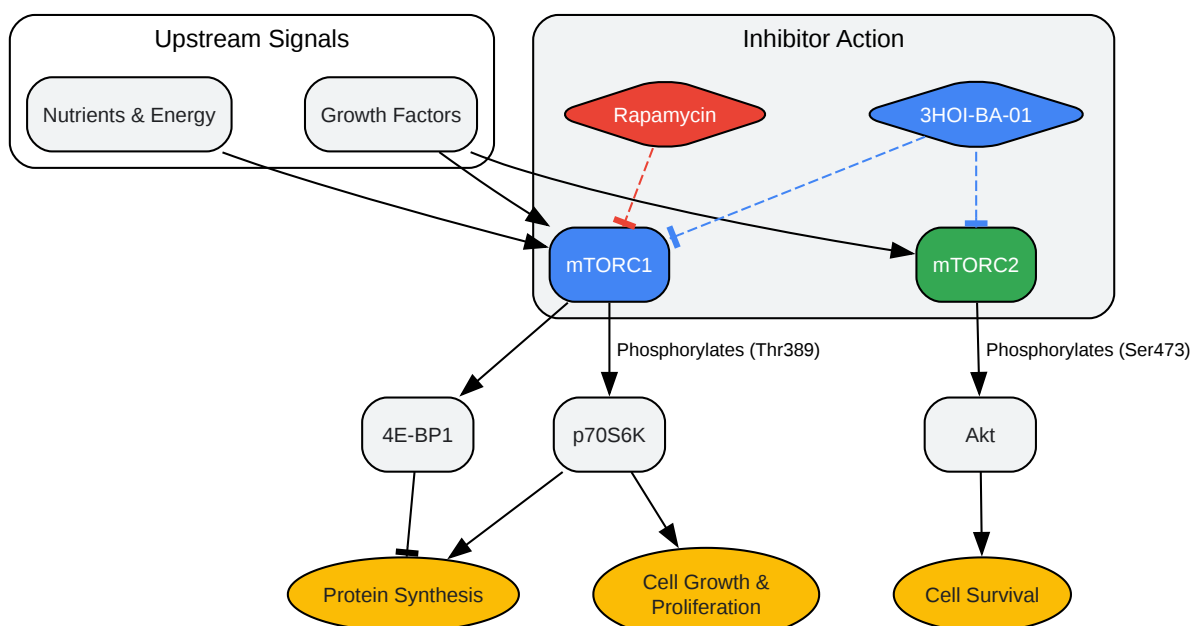 Upstream Signals
Inhibitor Action
Nutrients & Energy
Growth Factors
Rapamycin
3HOI-BA-01
mTORC1
mTORC2
Phosphorylates (Thr389)
Phosphorylates (Ser473)
4E-BP1
p70S6K
Akt
Protein Synthesis
Cell Growth &
Proliferation
Cell Survival